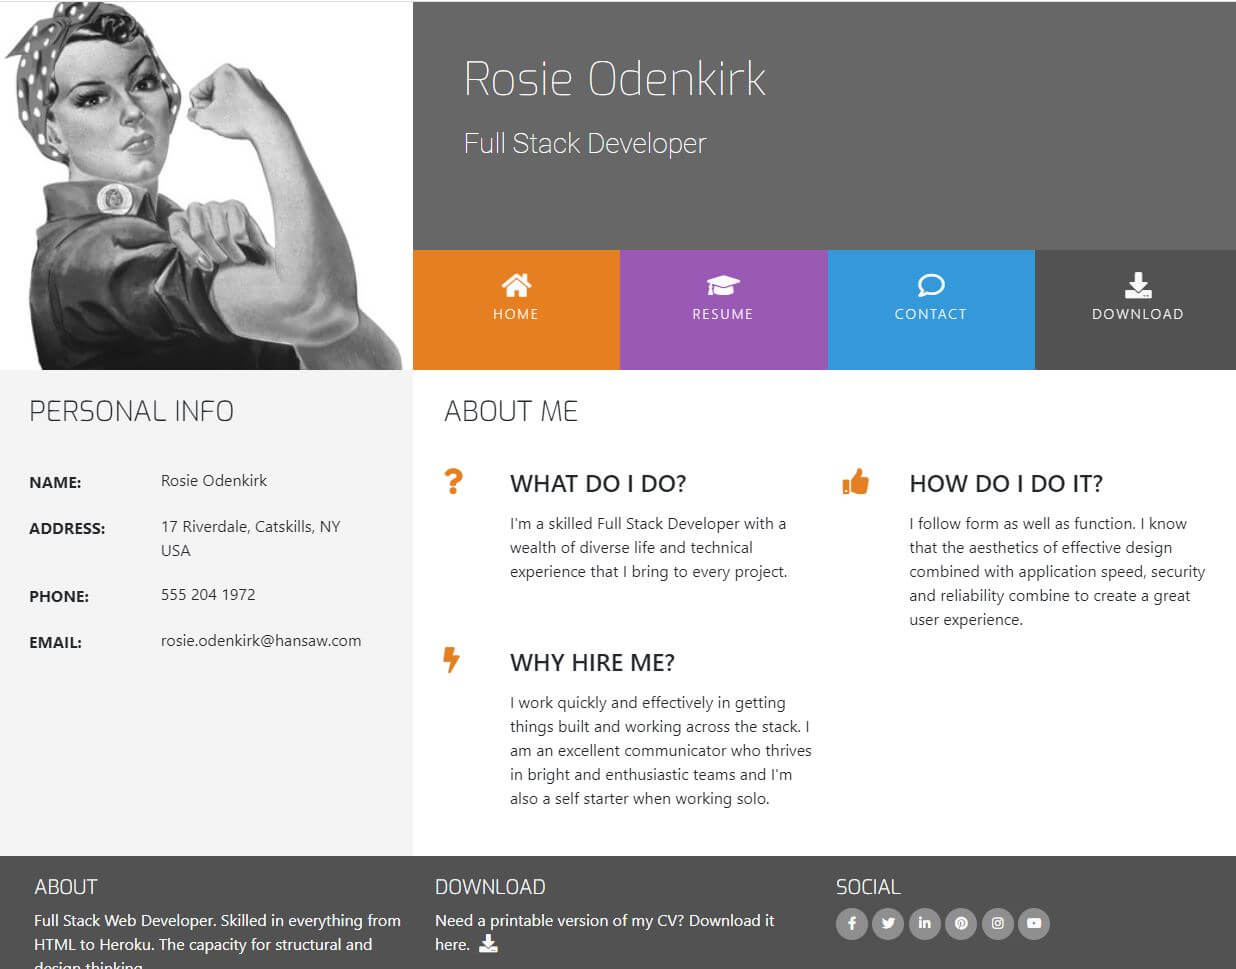 Rosie Odenkirk
Full Stack Developer
HOME
RESUME
CONTACT
DOWNLOAD
PERSONAL INFO
NAME:
Rosie Odenkirk
ADDRESS:
17 Riverdale, Catskills, NY
USA
PHONE:
555 204 1972
EMAIL:
rosie.odenkirk@hansaw.com
ABOUT ME
WHAT DO I DO?
I'm a skilled Full Stack Developer with a
wealth of diverse life and technical
experience that I bring to every project.
HOW DO I DO IT?
I follow form as well as function. I know
that the aesthetics of effective design
combined with application speed, security
and reliability combine to create a great
user experience.
WHY HIRE ME?
I work quickly and effectively in getting
things built and working across the stack. I
am an excellent communicator who thrives
in bright and enthusiastic teams and I'm
also a self starter when working solo.
ABOUT
Full Stack Web Developer. Skilled in everything from
HTML to Heroku. The capacity for structural and
design thinking
DOWNLOAD
Need a printable version of my CV? Download it
here.
SOCIAL